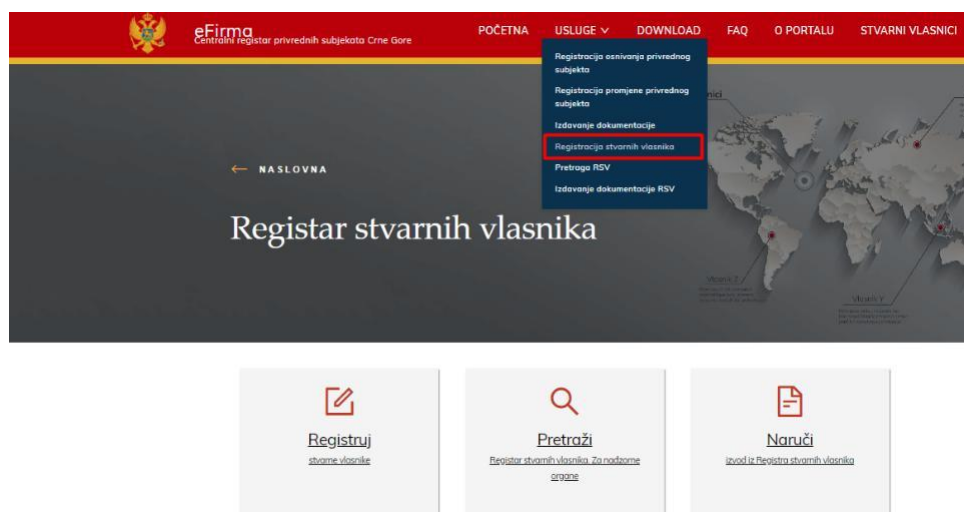 eFirma
Centralni registar privrednih subjekata Crne Gore
POČETNA USLUGE DOWNLOAD FAQ O PORTALU STVARNI VLASNICI
Registracija osnivanja privrednog
subjekta
Registracija promjene privrednog
subjekta
Izdavanje dokumentacije
Registracija stvarnih vlasnika
Pretraga RSV
Izdavanje dokumentacije RSV
NASLOVNA
Registar stvarnih vlasnika
Vlasnik Y
Registruj
stvarne vlasnike
Pretraži
Registar stvarnih vlasnika. Za nadzorne
organe
Naruči
izvod iz Registra stvarnih vlasnika